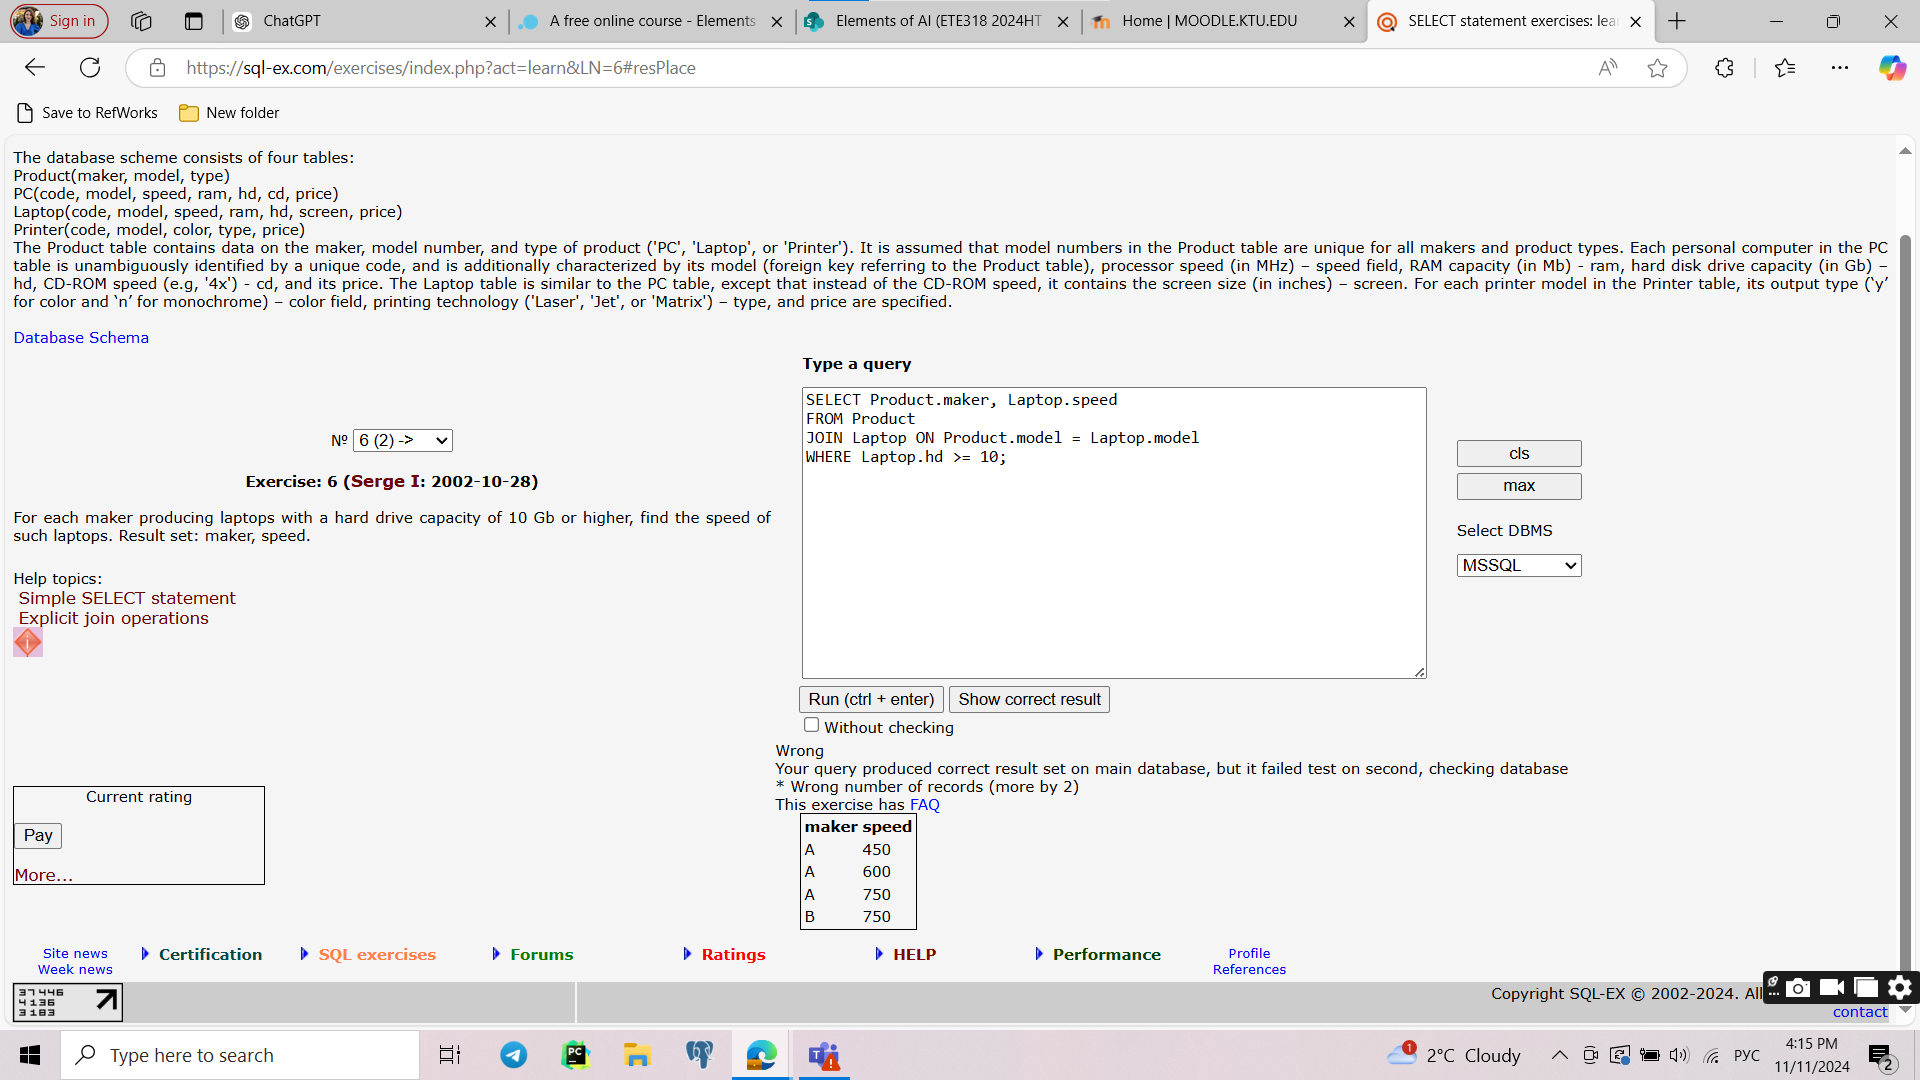 Sign in
ChatGPT
A free online course - Elements
Elements of AI (ETE318 2024HT
Home | MOODLE.KTU.EDU
SELECT statement exercises: lea
https://sql-ex.com/exercises/index.php?act=learn&LN=6#resPlace
Save to RefWorks
New folder
The database scheme consists of four tables:
Product(maker, model, type)
PC(code, model, speed, ram, hd, cd, price)
Laptop(code, model, speed, ram, hd, screen, price)
Printer(code, model, color, type, price)
The Product table contains data on the maker, model number, and type of product ('PC', 'Laptop', or 'Printer'). It is assumed that model numbers in the Product table are unique for all makers and product types. Each personal computer in the PC
table is unambiguously identified by a unique code, and is additionally characterized by its model (foreign key referring to the Product table), processor speed (in MHz) – speed field, RAM capacity (in Mb) - ram, hard disk drive capacity (in Gb) –
hd, CD-ROM speed (e.g, '4x') - cd, and its price. The Laptop table is similar to the PC table, except that instead of the CD-ROM speed, it contains the screen size (in inches) – screen. For each printer model in the Printer table, its output type (‘y’
for color and ‘n’ for monochrome) – color field, printing technology ('Laser', 'Jet', or 'Matrix') – type, and price are specified.
Database Schema
Type a query
SELECT Product.maker, Laptop.speed
FROM Product
JOIN Laptop ON Product.model = Laptop.model
WHERE Laptop.hd >= 10;
№ 6 (2) ->
Exercise: 6 (Serge I: 2002-10-28)
For each maker producing laptops with a hard drive capacity of 10 Gb or higher, find the speed of
such laptops. Result set: maker, speed.
Help topics:
Simple SELECT statement
Explicit join operations
cls
max
Select DBMS
MSSQL
Run (ctrl + enter)
Show correct result
Without checking
Wrong
Your query produced correct result set on main database, but it failed test on second, checking database
* Wrong number of records (more by 2)
This exercise has FAQ
maker speed
A 450
A 600
A 750
B 750
Current rating
Pay
More...
Site news
Week news
Certification
SQL exercises
Forums
Ratings
HELP
Performance
Profile
References
37446
4136
3183
Copyright SQL-EX © 2002-2024. All
contact
Type here to search
PC
1
2°C Cloudy
РУС
4:15 PM
11/11/2024
2